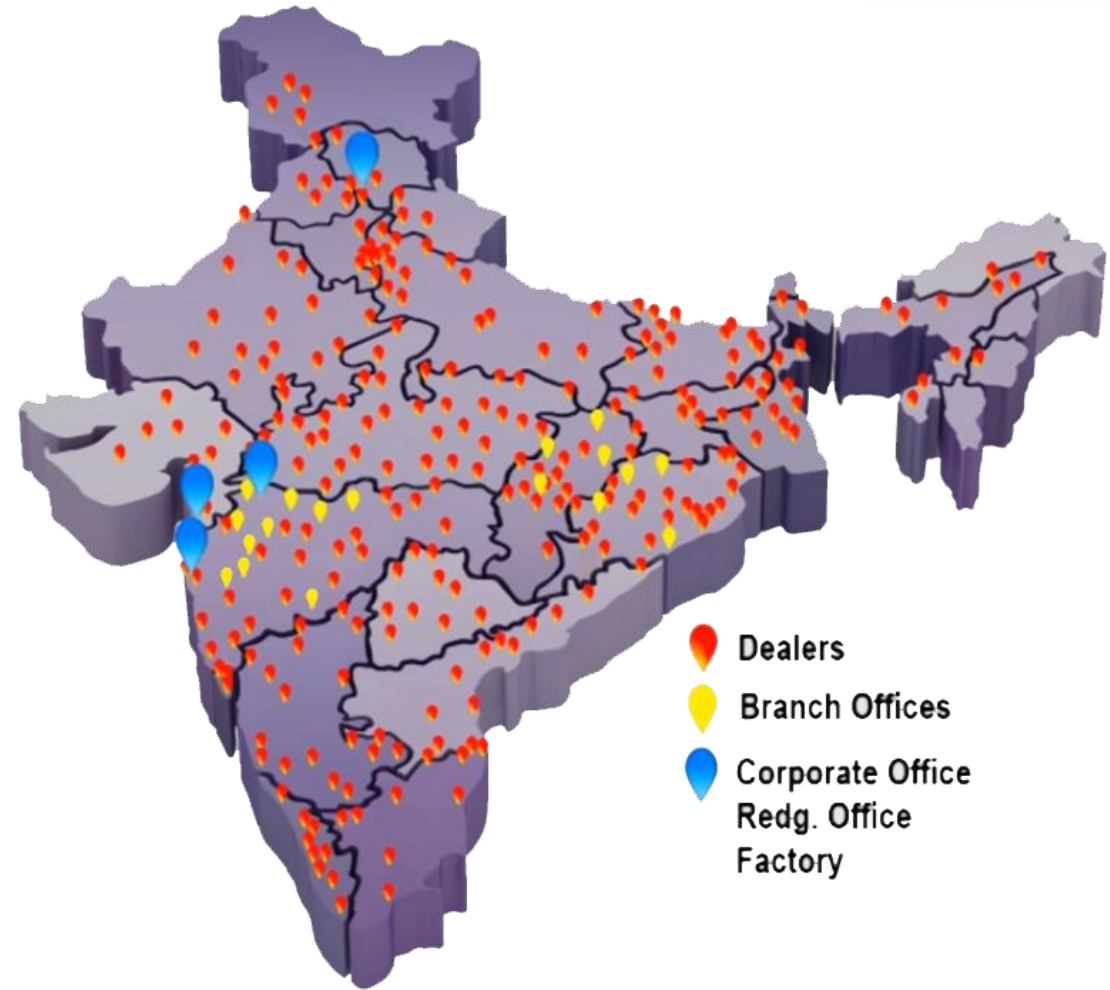 Dealers
Branch Offices
Corporate Office
Redg. Office
Factory